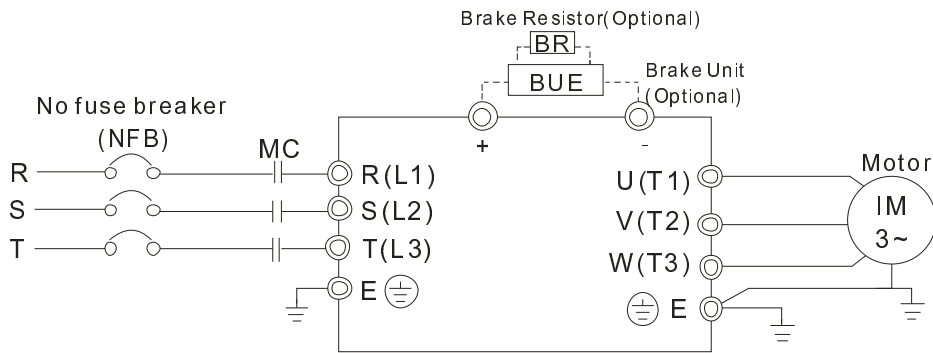 Brake Resistor(Optional)
BR
BUE
Brake Unit
(Optional)
No fuse breaker
(NFB)
MC
+
-
R
R(L1)
U(T1)
Motor
S
S(L2)
V(T2)
IM
3~
T
T(L3)
W(T3)
E
E